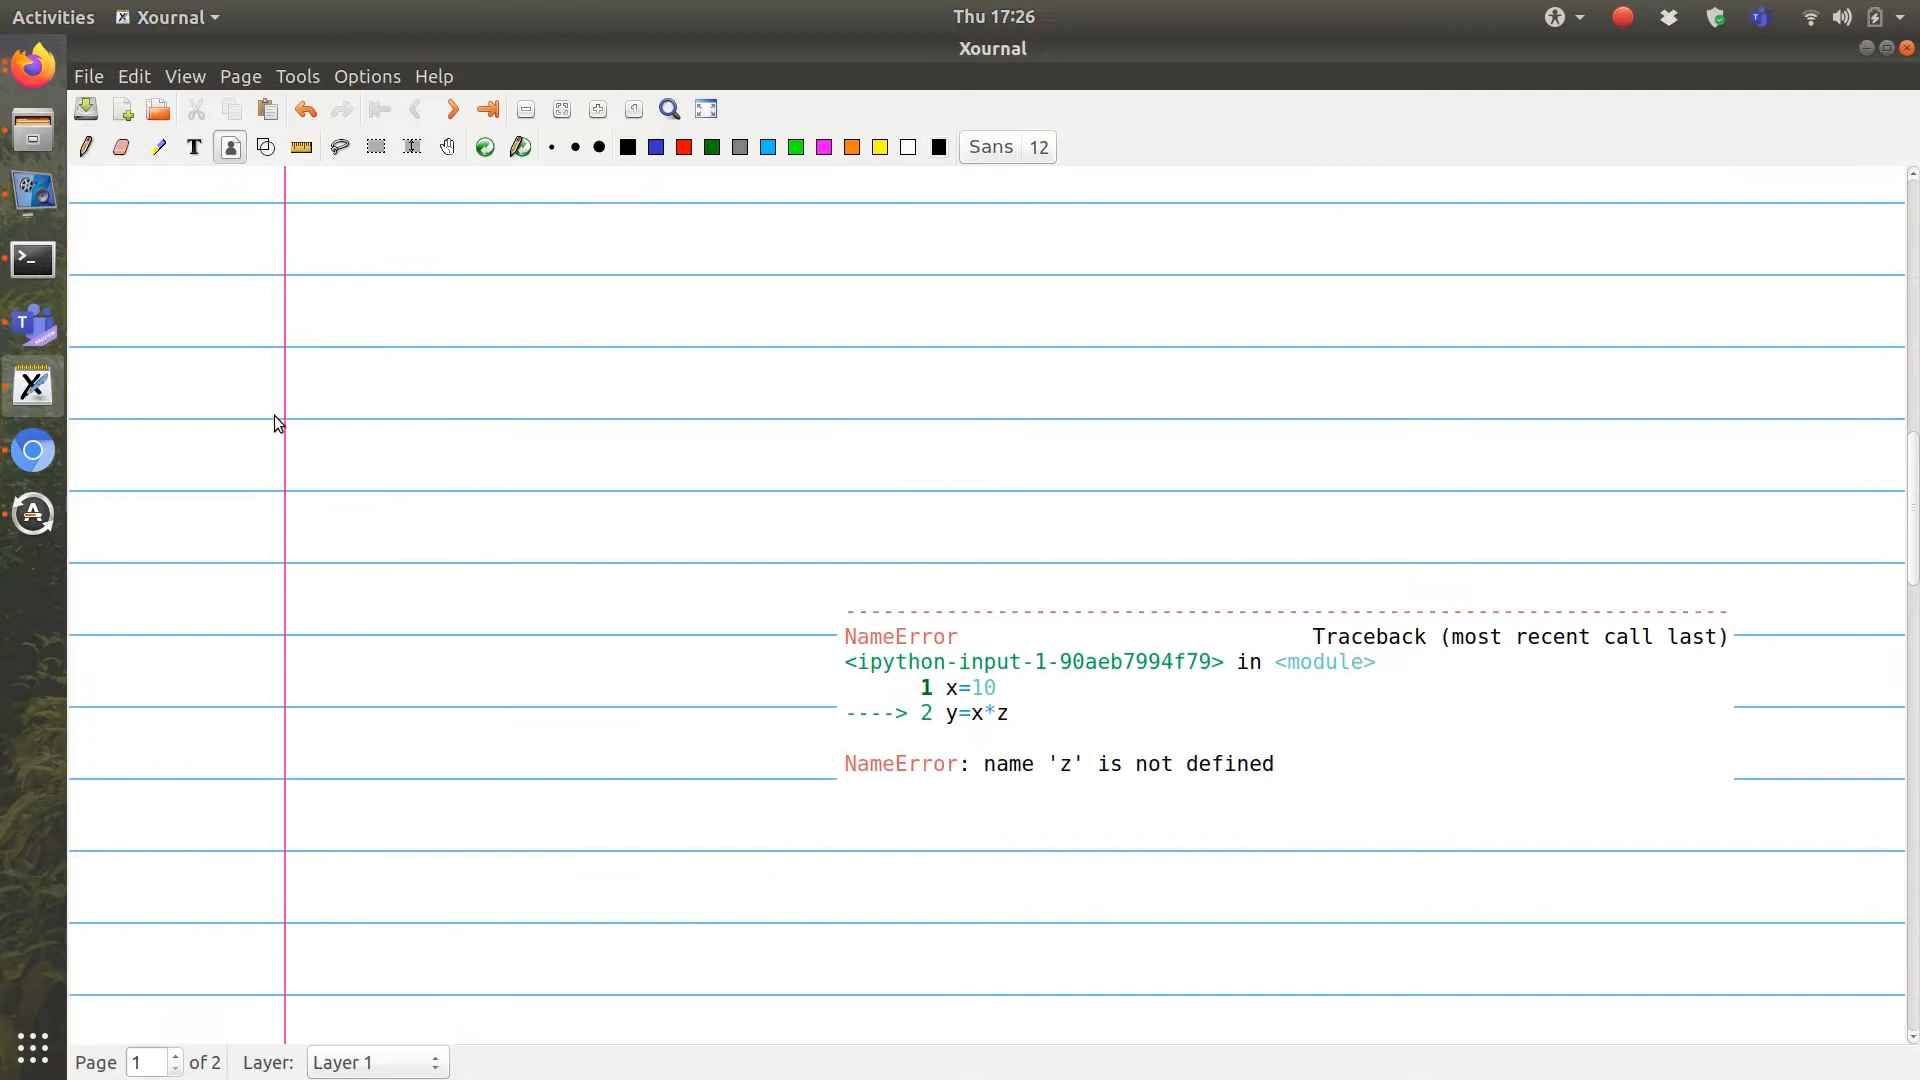 Activities Xournal Thu 17:26
Xournal
File Edit View Page Tools Options Help
T Sans 12
NameError Traceback (most recent call last)
<ipython-input-1-90aeb7994f79> in <module>
1 x=10
----> 2 y=x*z
NameError: name 'z' is not defined
Page 1 of 2 Layer: Layer 1